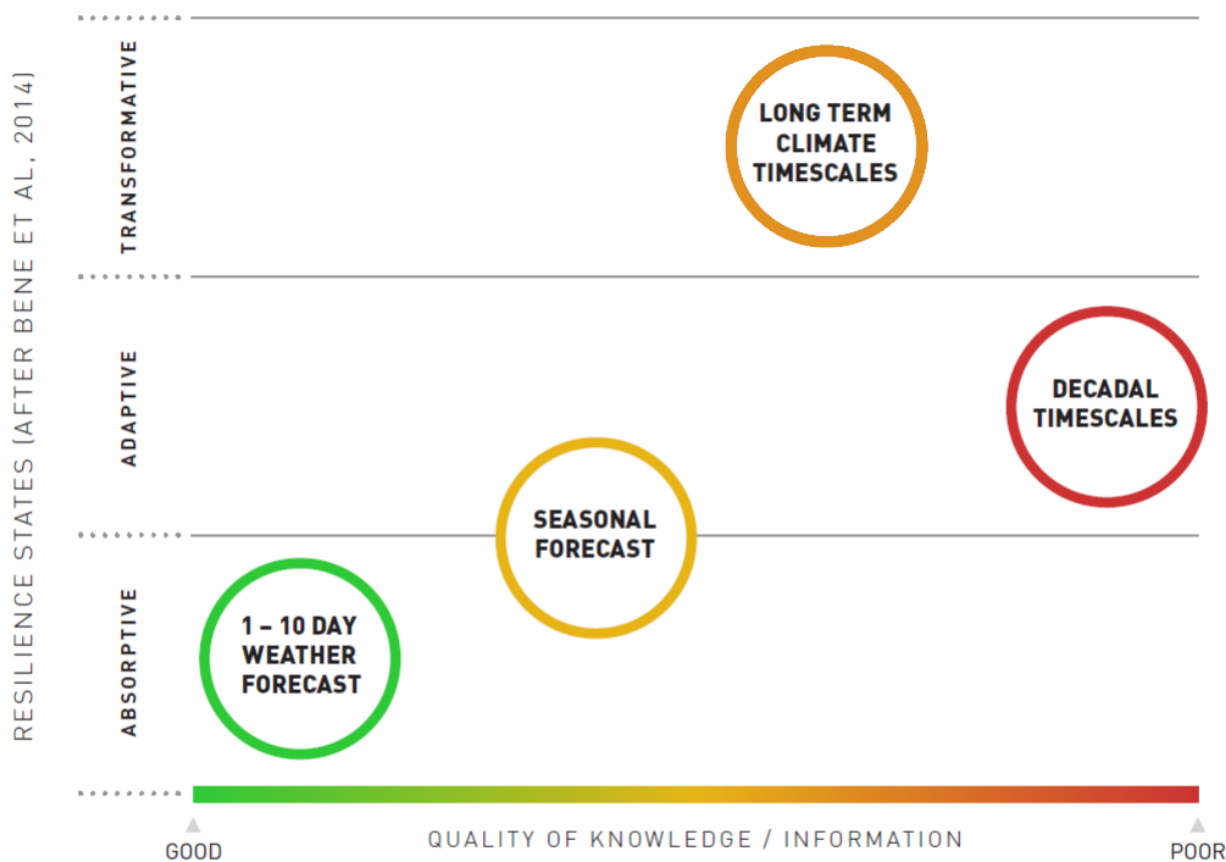 RESILIENCE STATES (AFTER BENE ET AL, 2014)
TRANSFORMATIVE
LONG TERM
CLIMATE
TIMESCALES
ADAPTIVE
DECADAL
TIMESCALES
SEASONAL
FORECAST
ABSORPTIVE
1 – 10 DAY
WEATHER
FORECAST
QUALITY OF KNOWLEDGE / INFORMATION
GOOD
POOR